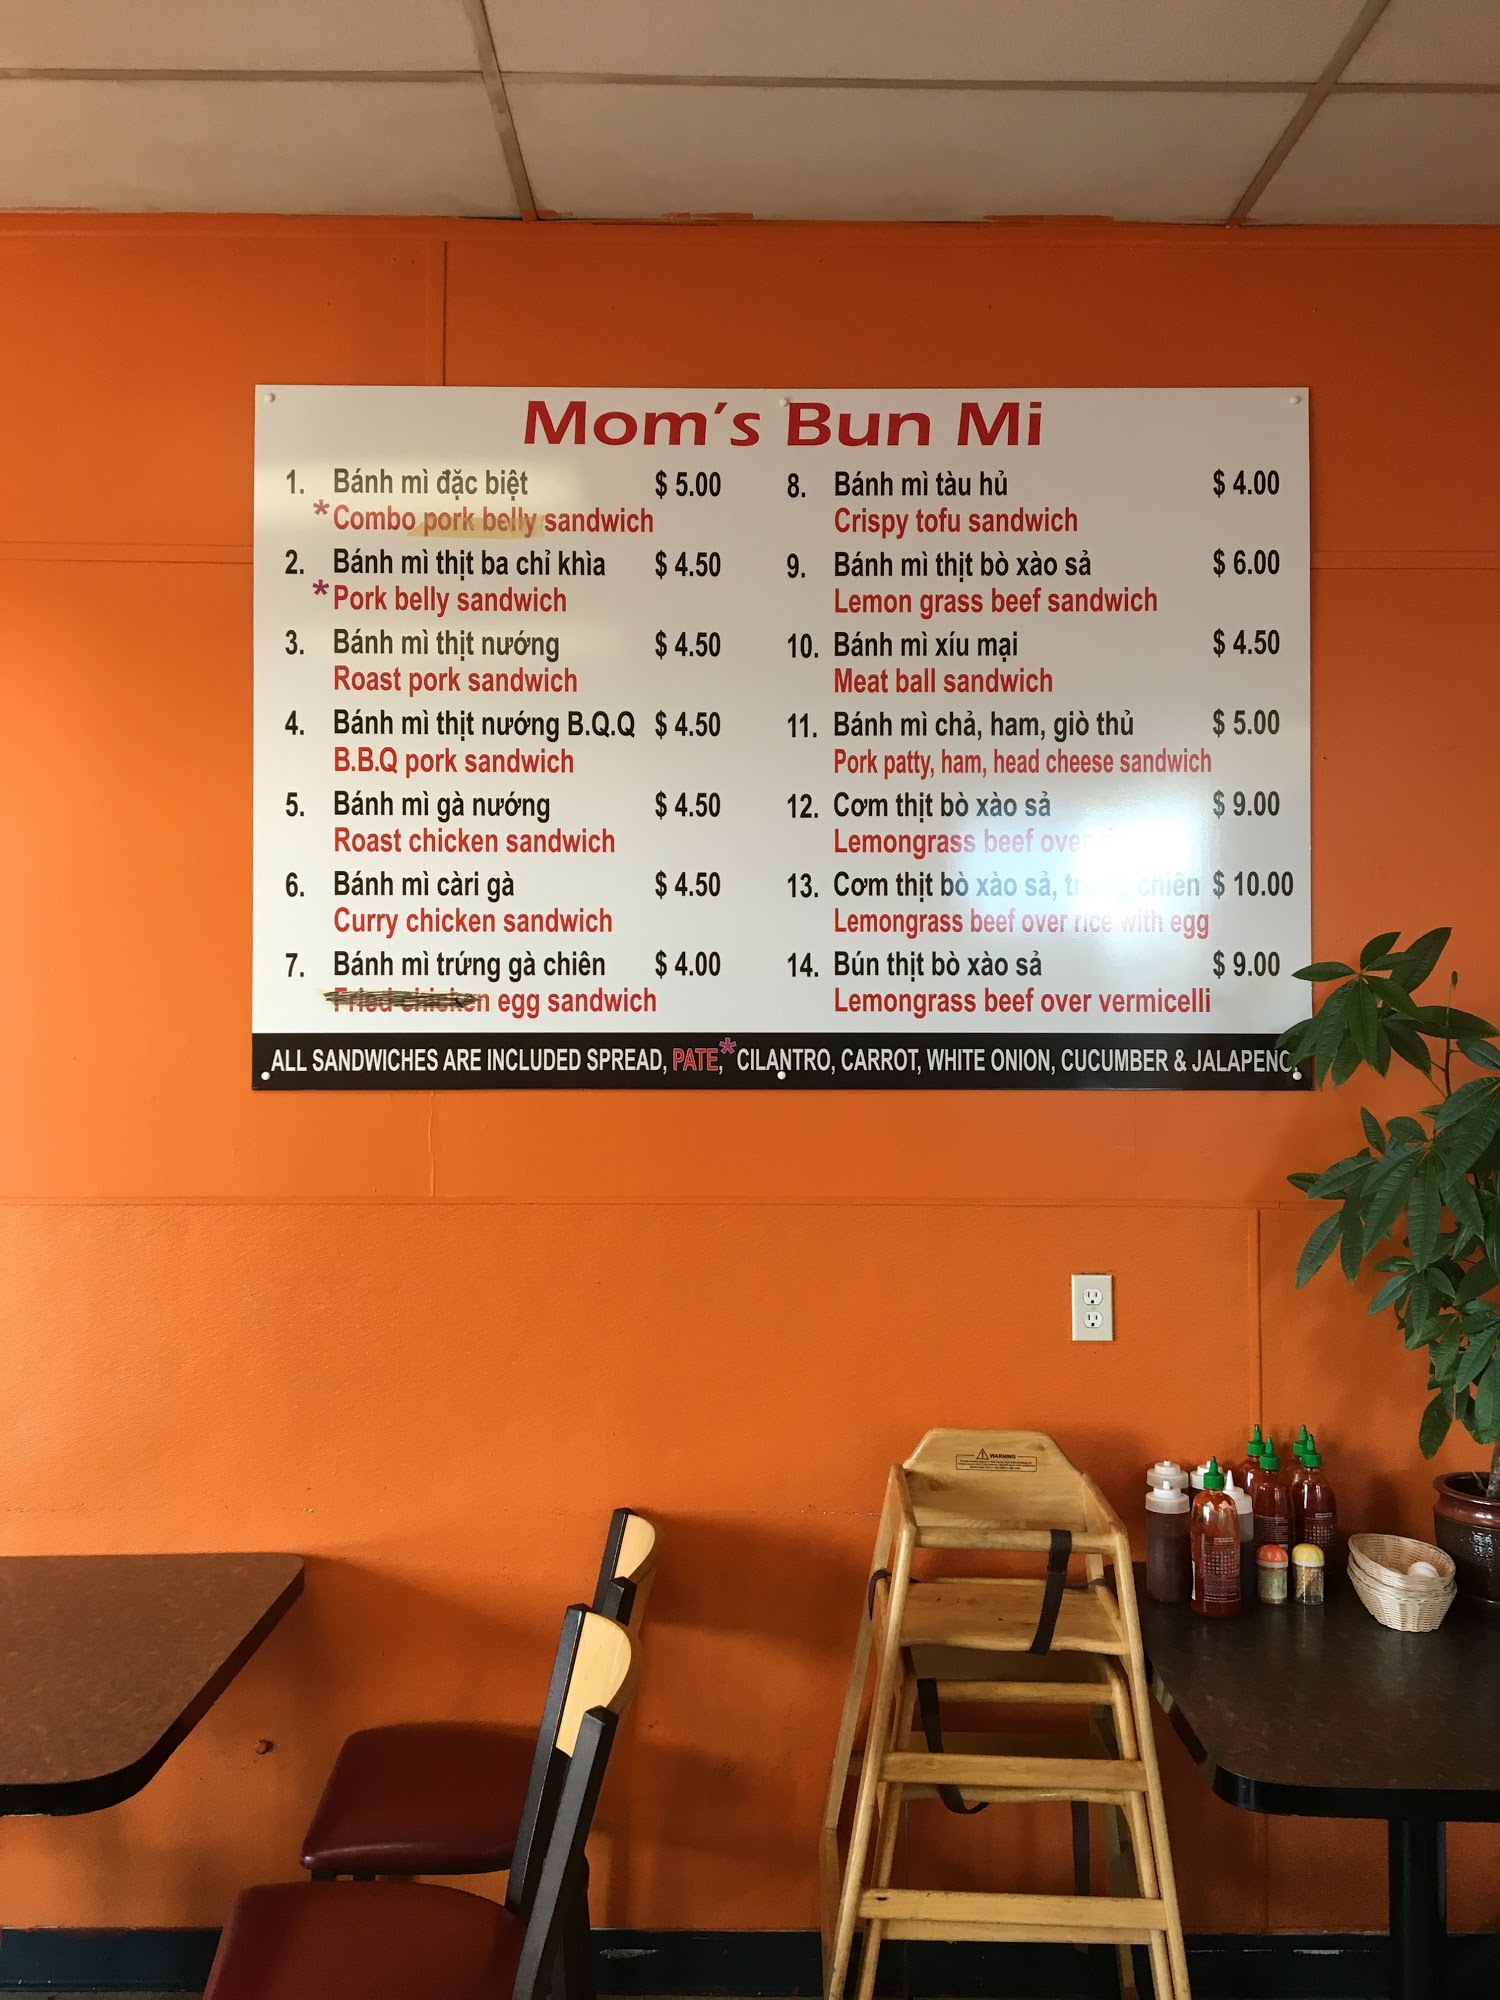 Mom's Bun Mi
1. Bánh mì đặc biệt $ 5.00
*Combo pork belly sandwich
2. Bánh mì thịt ba chỉ khìa $ 4.50
*Pork belly sandwich
3. Bánh mì thịt nướng $ 4.50
Roast pork sandwich
4. Bánh mì thịt nướng B.Q.Q $ 4.50
B.B.Q pork sandwich
5. Bánh mì gà nướng $ 4.50
Roast chicken sandwich
6. Bánh mì càri gà $ 4.50
Curry chicken sandwich
7. Bánh mì trứng gà chiên $ 4.00
Fried chicken egg sandwich
8. Bánh mì tàu hủ $ 4.00
Crispy tofu sandwich
9. Bánh mì thịt bò xào sả $ 6.00
Lemon grass beef sandwich
10. Bánh mì xíu mại $ 4.50
Meat ball sandwich
11. Bánh mì chả, ham, giò thủ $ 5.00
Pork patty, ham, head cheese sandwich
12. Cơm thịt bò xào sả $ 9.00
Lemongrass beef over
13. Cơm thịt bò xào sả, trứng chiên $ 10.00
Lemongrass beef over rice with egg
14. Bún thịt bò xào sả $ 9.00
Lemongrass beef over vermicelli
ALL SANDWICHES ARE INCLUDED SPREAD, PATE,* CILANTRO, CARROT, WHITE ONION, CUCUMBER & JALAPENO.
WARNING